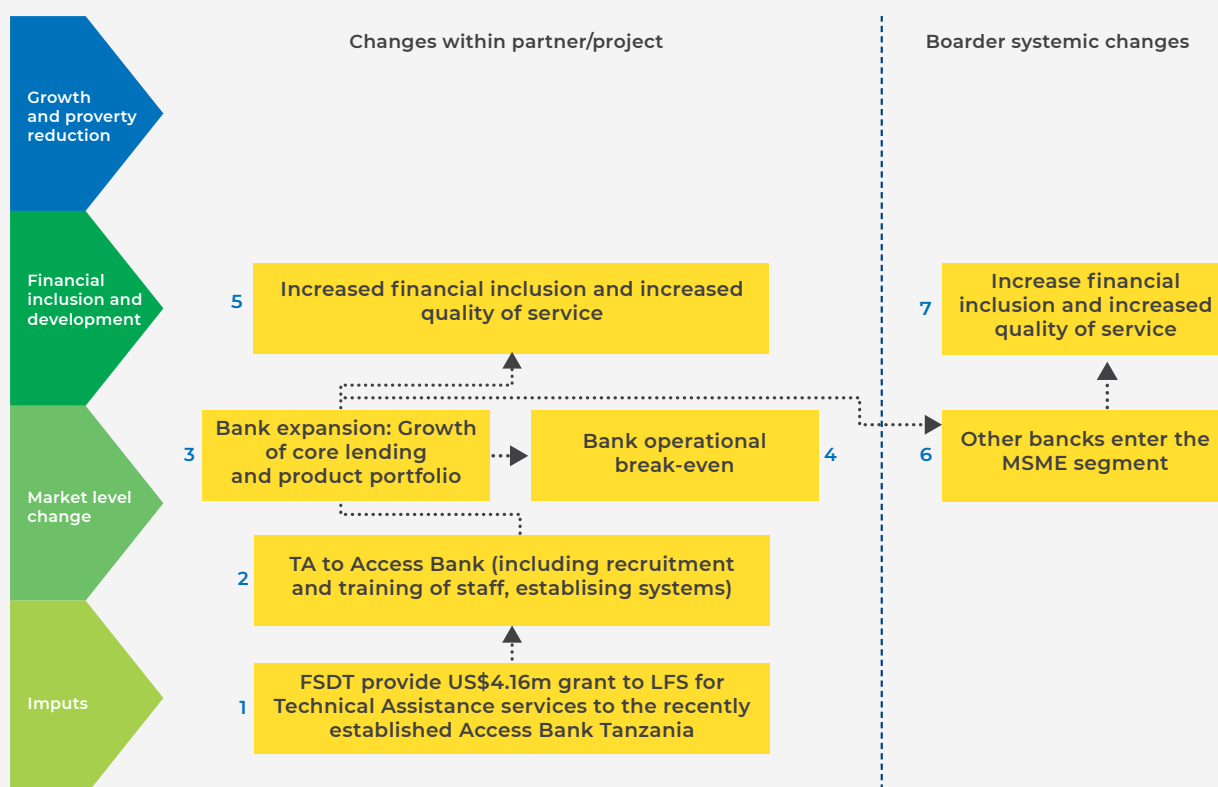 Changes within partner/project
Boarder systemic changes
Growth
and proverty
reduction
Financial
inclusion and
development
5
Increased financial inclusion and increased
quality of service
7
Increase financial
inclusion and increased
quality of service
Market level
change
3
Bank expansion: Growth
of core lending
and product portfolio
Bank operational
break-even
4
6
Other bancks enter the
MSME segment
2
TA to Access Bank (including recruitment
and training of staff, establising systems)
Imputs
1
FSDT provide US$4.16m grant to LFS for
Technical Assistance services to the recently
established Access Bank Tanzania